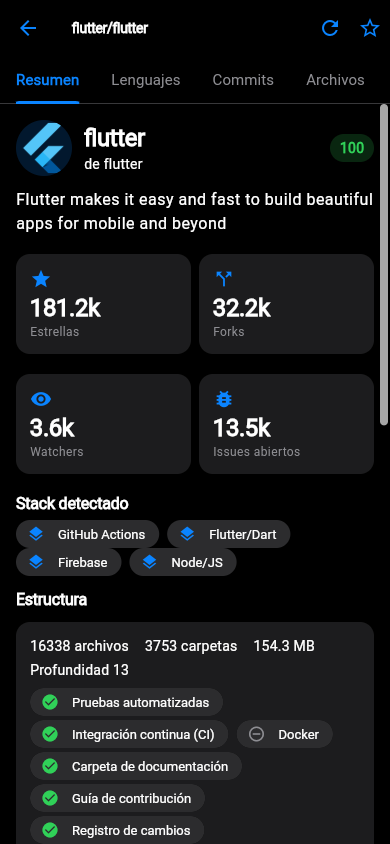 flutter/flutter
Resumen Lenguajes Commits Archivos
flutter
de flutter
100
Flutter makes it easy and fast to build beautiful
apps for mobile and beyond
181.2k
Estrellas
32.2k
Forks
3.6k
Watchers
13.5k
Issues abiertos
Stack detectado
GitHub Actions Flutter/Dart
Firebase Node/JS
Estructura
16338 archivos 3753 carpetas 154.3 MB
Profundidad 13
Pruebas automatizadas
Integración continua (CI) Docker
Carpeta de documentación
Guía de contribución
Registro de cambios